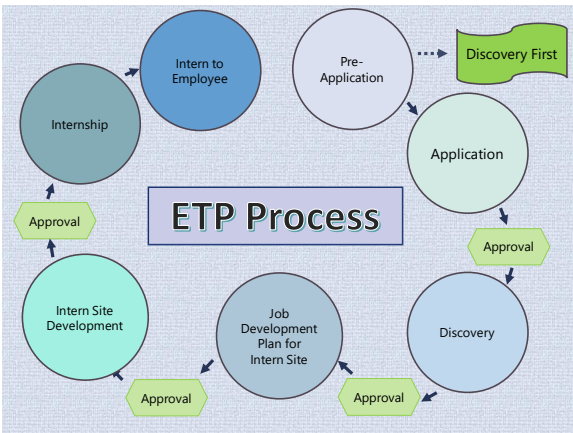 Intern to
Employee
Pre-
Application
Discovery First
Internship
Application
ETP Process
Approval
Approval
Intern Site
Development
Job
Development
Plan for
Intern Site
Discovery
Approval
Approval